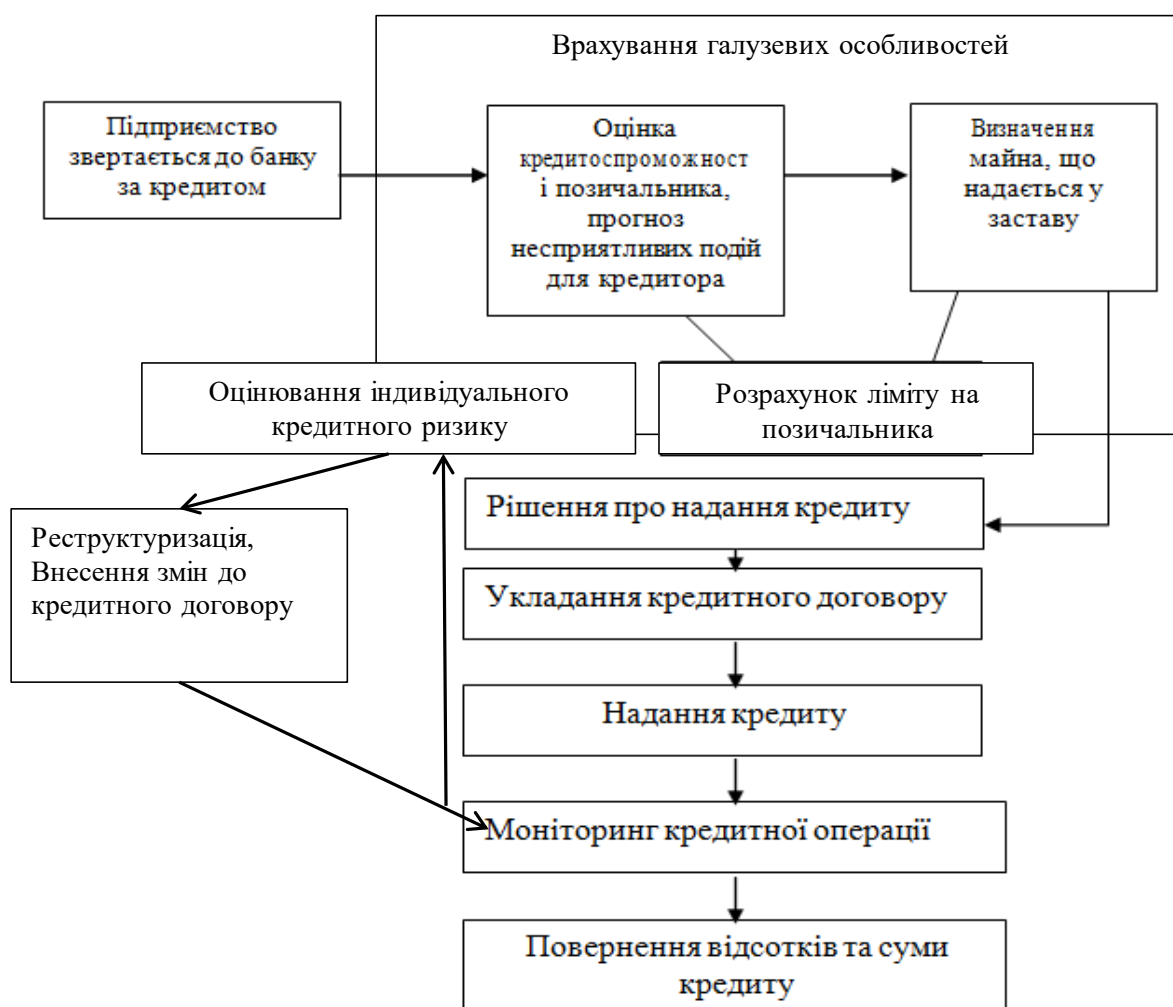 Врахування галузевих особливостей
Підприємство
звертається до банку
за кредитом
Оцінка
кредитоспроможност
і позичальника,
прогноз
несприятливих подій
для кредитора
Визначення
майна, що
надається у
заставу
Оцінювання індивідуального
кредитного ризику
Розрахунок ліміту на
позичальника
Реструктуризація,
Внесення змін до
кредитного договору
Рішення про надання кредиту
Укладання кредитного договору
Надання кредиту
Моніторинг кредитної операції
Повернення відсотків та суми
кредиту